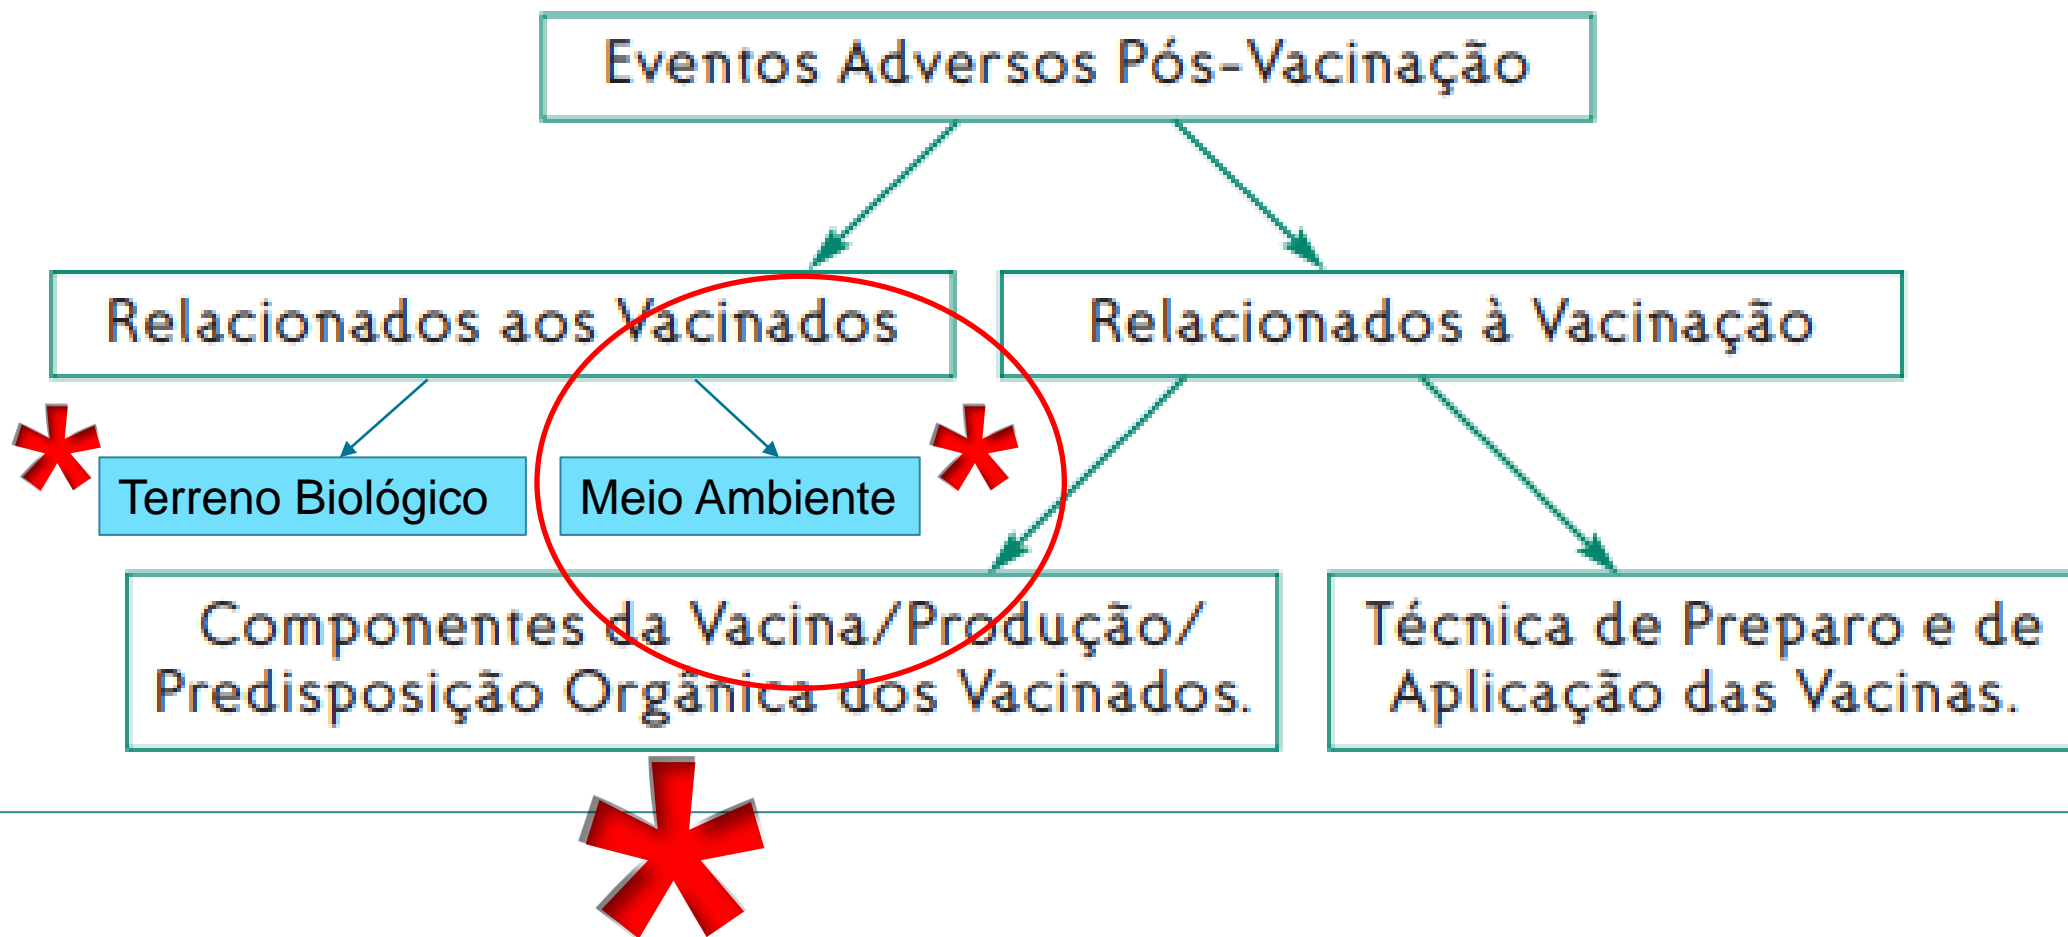 Eventos Adversos Pós-Vacinação
Relacionados aos Vacinados
Relacionados à Vacinação
Terreno Biológico
Meio Ambiente
Componentes da Vacina/Produção/
Predisposição Orgânica dos Vacinados.
Técnica de Preparo e de
Aplicação das Vacinas.